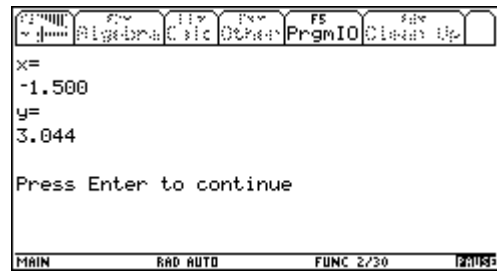 Algebra Calc Other F5 PrgmIO Clean Up
x=
-1.500
y=
3.044
Press Enter to continue
MAIN RAD AUTO FUNC 2/30 PAUSE